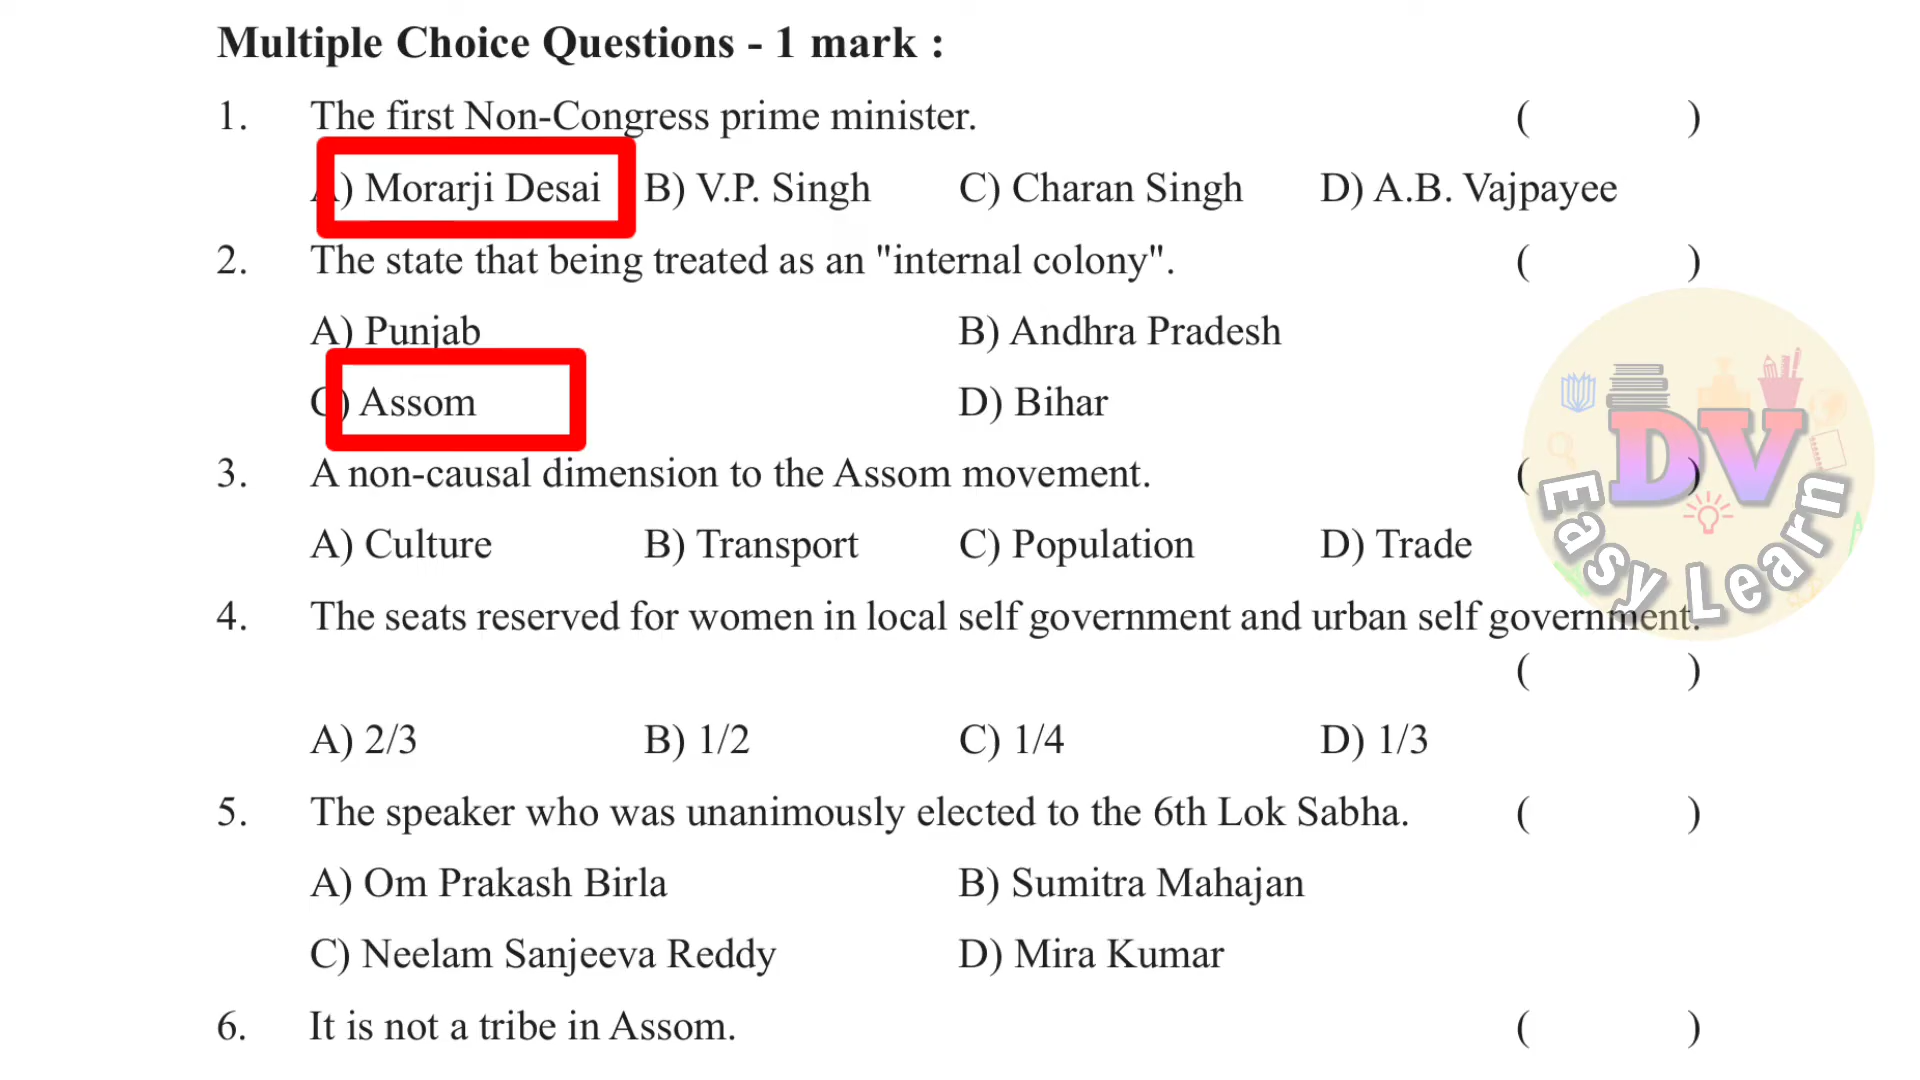 Multiple Choice Questions - 1 mark :
1. The first Non-Congress prime minister. ( )
A) Morarji Desai B) V.P. Singh C) Charan Singh D) A.B. Vajpayee
2. The state that being treated as an "internal colony". ( )
A) Punjab B) Andhra Pradesh
C) Assom D) Bihar
3. A non-causal dimension to the Assom movement. ( )
A) Culture B) Transport C) Population D) Trade
4. The seats reserved for women in local self government and urban self government.
( )
A) 2/3 B) 1/2 C) 1/4 D) 1/3
5. The speaker who was unanimously elected to the 6th Lok Sabha. ( )
A) Om Prakash Birla B) Sumitra Mahajan
C) Neelam Sanjeeva Reddy D) Mira Kumar
6. It is not a tribe in Assom. ( )
DV
Easy Learn